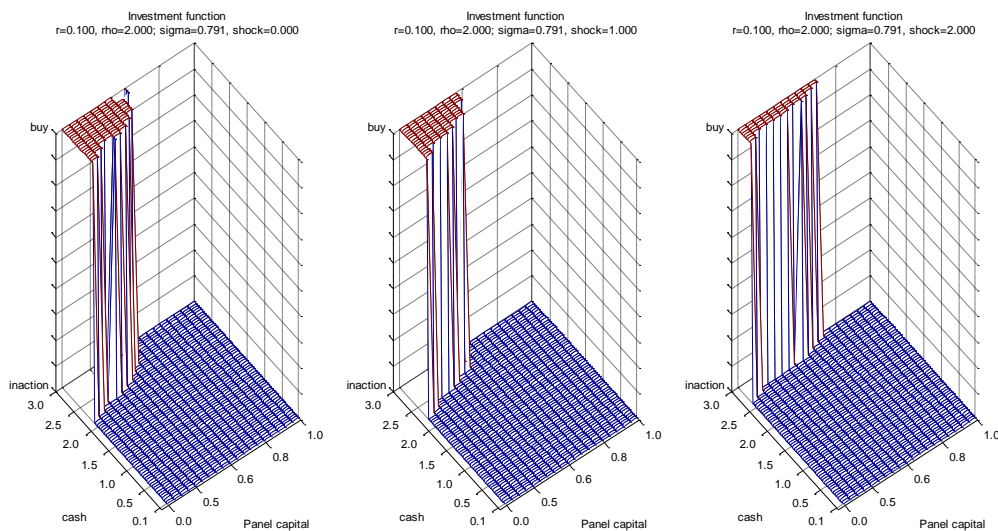 Investment function
r=0.100, rho=2.000; sigma=0.791, shock=0.000
buy
inaction
3.0
2.5
2.0
1.5
1.0
0.5
0.1
cash
0.0
0.5
0.6
0.8
1.0
Panel capital
Investment function
r=0.100, rho=2.000; sigma=0.791, shock=1.000
buy
inaction
3.0
2.5
2.0
1.5
1.0
0.5
0.1
cash
0.0
0.5
0.6
0.8
1.0
Panel capital
Investment function
r=0.100, rho=2.000; sigma=0.791, shock=2.000
buy
inaction
3.0
2.5
2.0
1.5
1.0
0.5
0.1
cash
0.0
0.5
0.6
0.8
1.0
Panel capital